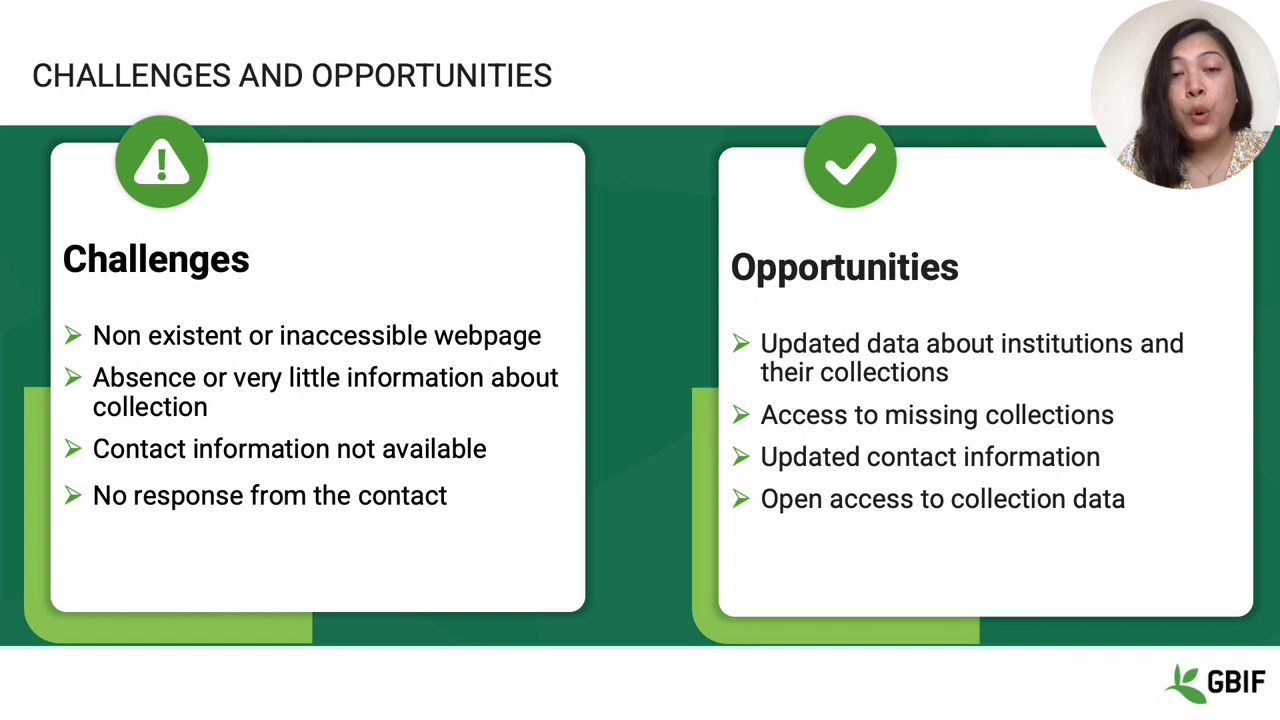 CHALLENGES AND OPPORTUNITIES
Challenges
Non existent or inaccessible webpage
Absence or very little information about
collection
Contact information not available
No response from the contact
Opportunities
Updated data about institutions and
their collections
Access to missing collections
Updated contact information
Open access to collection data
GBIF